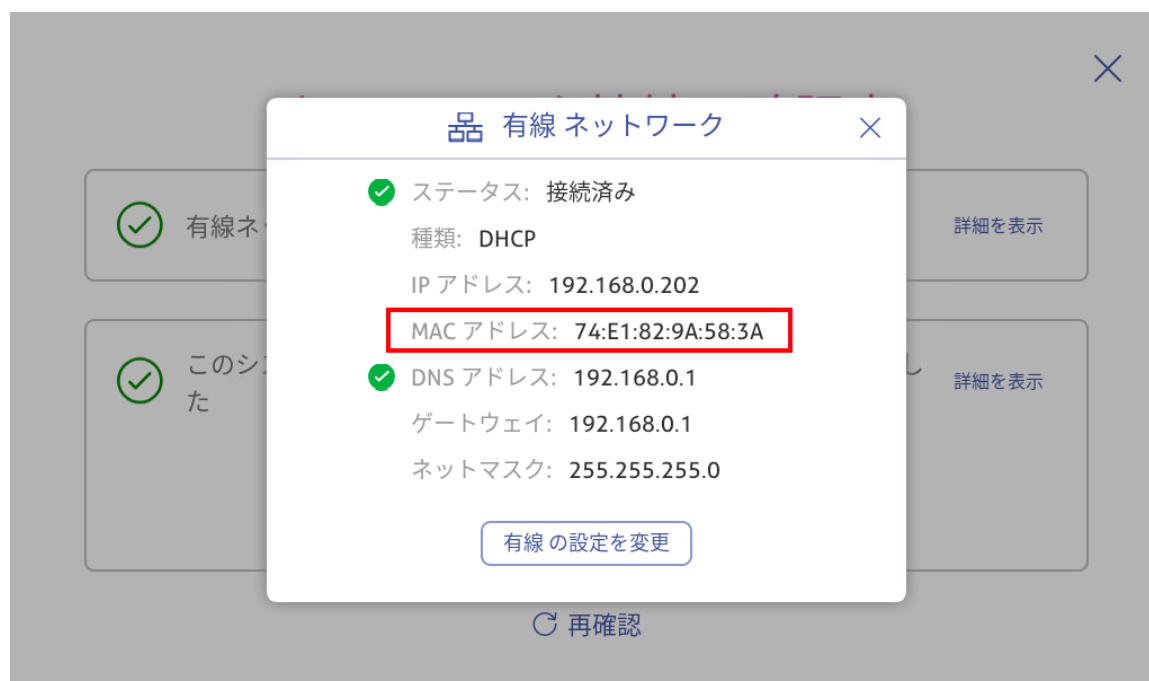 有線 ネットワーク
ステータス: 接続済み
有線ネ
種類: DHCP
詳細を表示
IP アドレス: 192.168.0.202
MAC アドレス: 74:E1:82:9A:58:3A
このシ
た
DNS アドレス: 192.168.0.1
し
詳細を表示
ゲートウェイ: 192.168.0.1
ネットマスク: 255.255.255.0
有線 の設定を変更
再確認